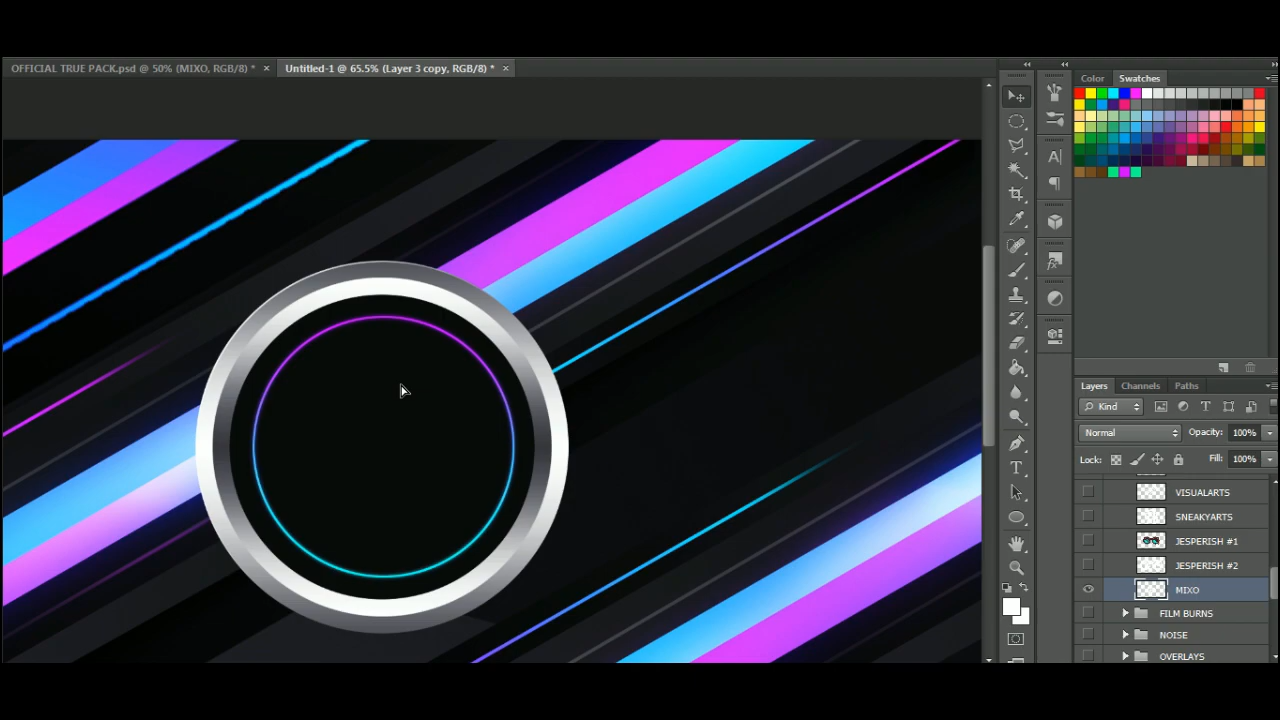 OFFICIAL TRUE PACK.psd @ 50% (MIXO, RGB/8) *
Untitled-1 @ 65.5% (Layer 3 copy, RGB/8) *
Color
Swatches
Layers
Channels
Paths
Kind
Normal
Opacity: 100%
Lock:
Fill: 100%
VISUALARTS
SNEAKYARTS
JESPERISH #1
JESPERISH #2
MIXO
FILM BURNS
NOISE
OVERLAYS